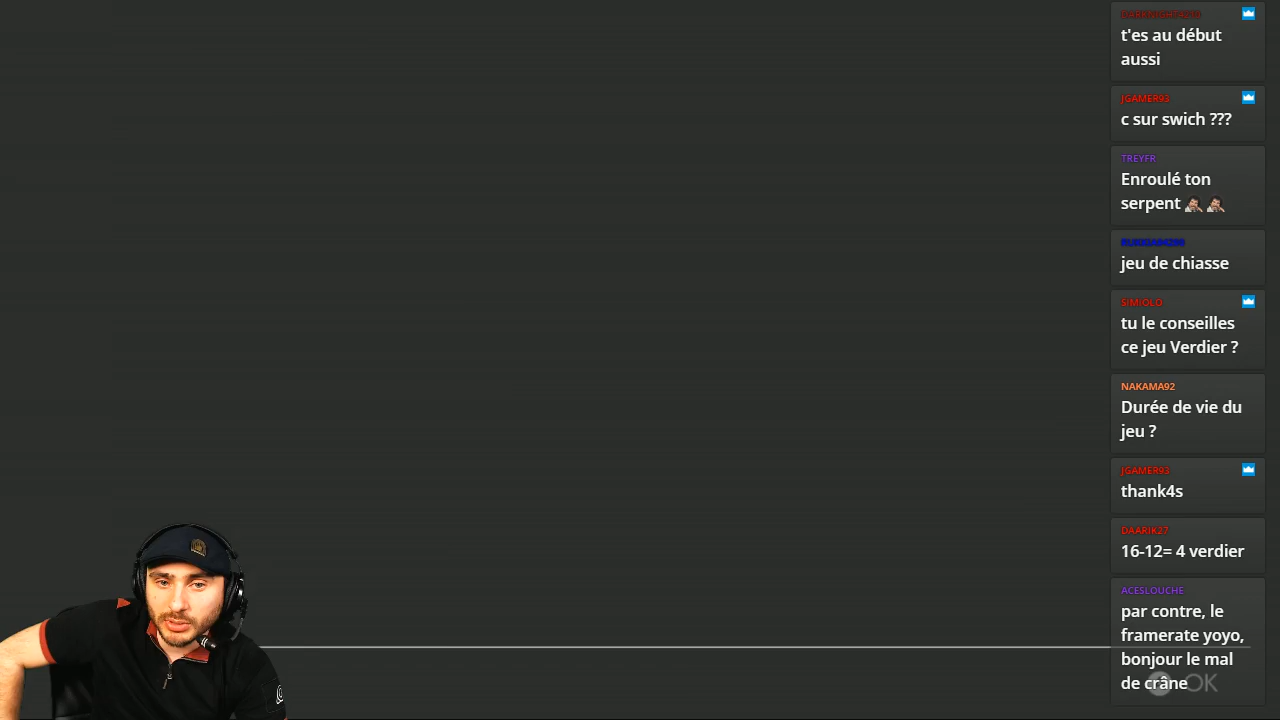 t'es au début
aussi
JGAMER93
c sur swich ???
TREYFR
Enroulé ton
serpent
jeu de chiasse
SIMIOLO
tu le conseilles
ce jeu Verdier ?
NAKAMA92
Durée de vie du
jeu ?
JGAMER93
thank4s
DAARIK27
16-12= 4 verdier
ACESLOUCHE
par contre, le
framerate yoyo,
bonjour le mal
de crâne
OK